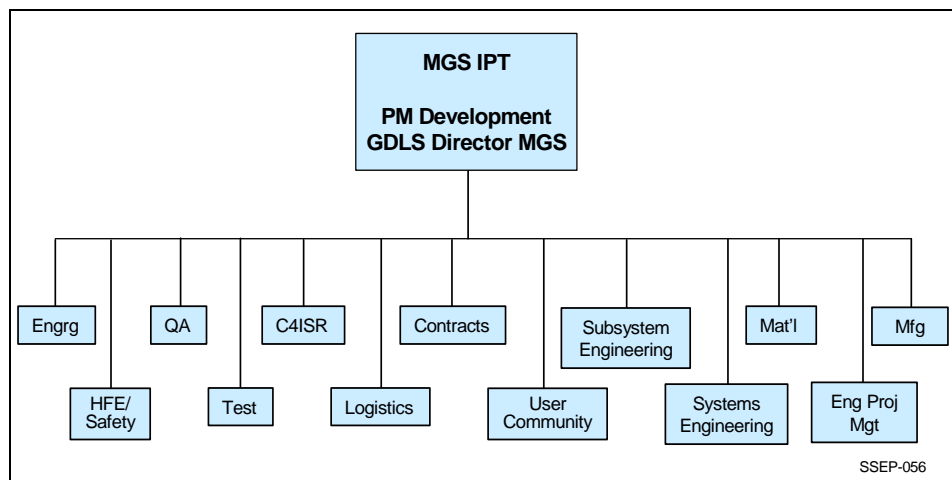 MGS IPT
PM Development
GDLS Director MGS
Engrg
QA
C4ISR
Contracts
Subsystem
Engineering
Mat'l
Mfg
HFE/
Safety
Test
Logistics
User
Community
Systems
Engineering
Eng Proj
Mgt
SSEP-056